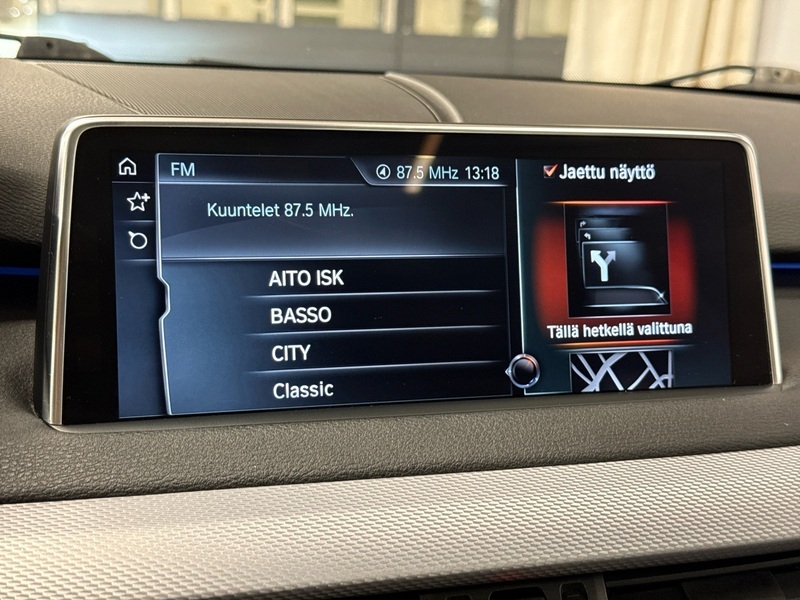 FM
87.5 MHz 13:18
Kuuntelet 87.5 MHz.
AITO ISK
BASSO
CITY
Classic
Jaettu näyttö
Tällä hetkellä valittuna